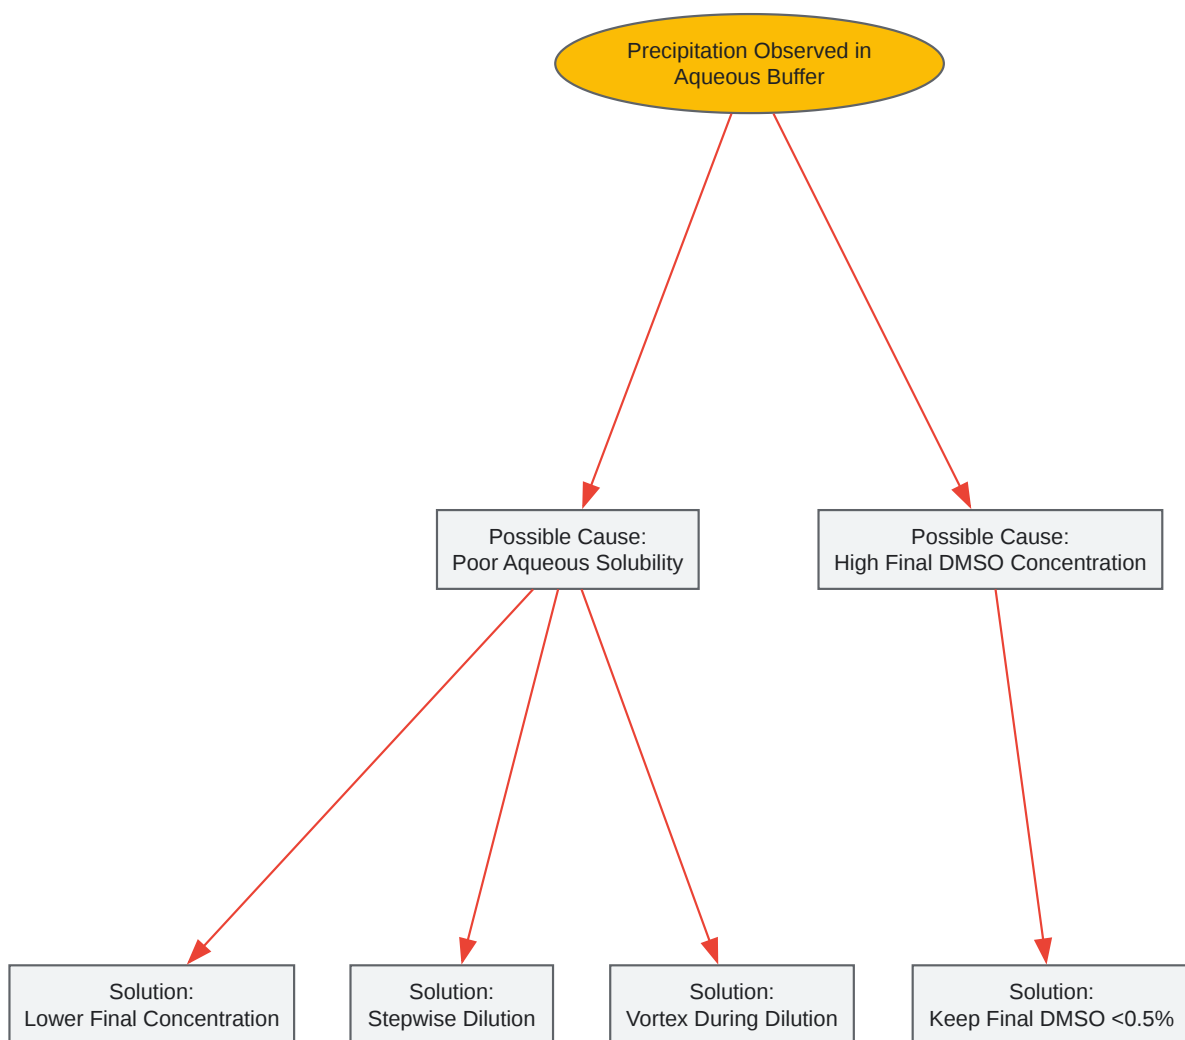 Precipitation Observed in
Aqueous Buffer
Possible Cause:
Poor Aqueous Solubility
Possible Cause:
High Final DMSO Concentration
Solution:
Lower Final Concentration
Solution:
Stepwise Dilution
Solution:
Vortex During Dilution
Solution:
Keep Final DMSO <0.5%